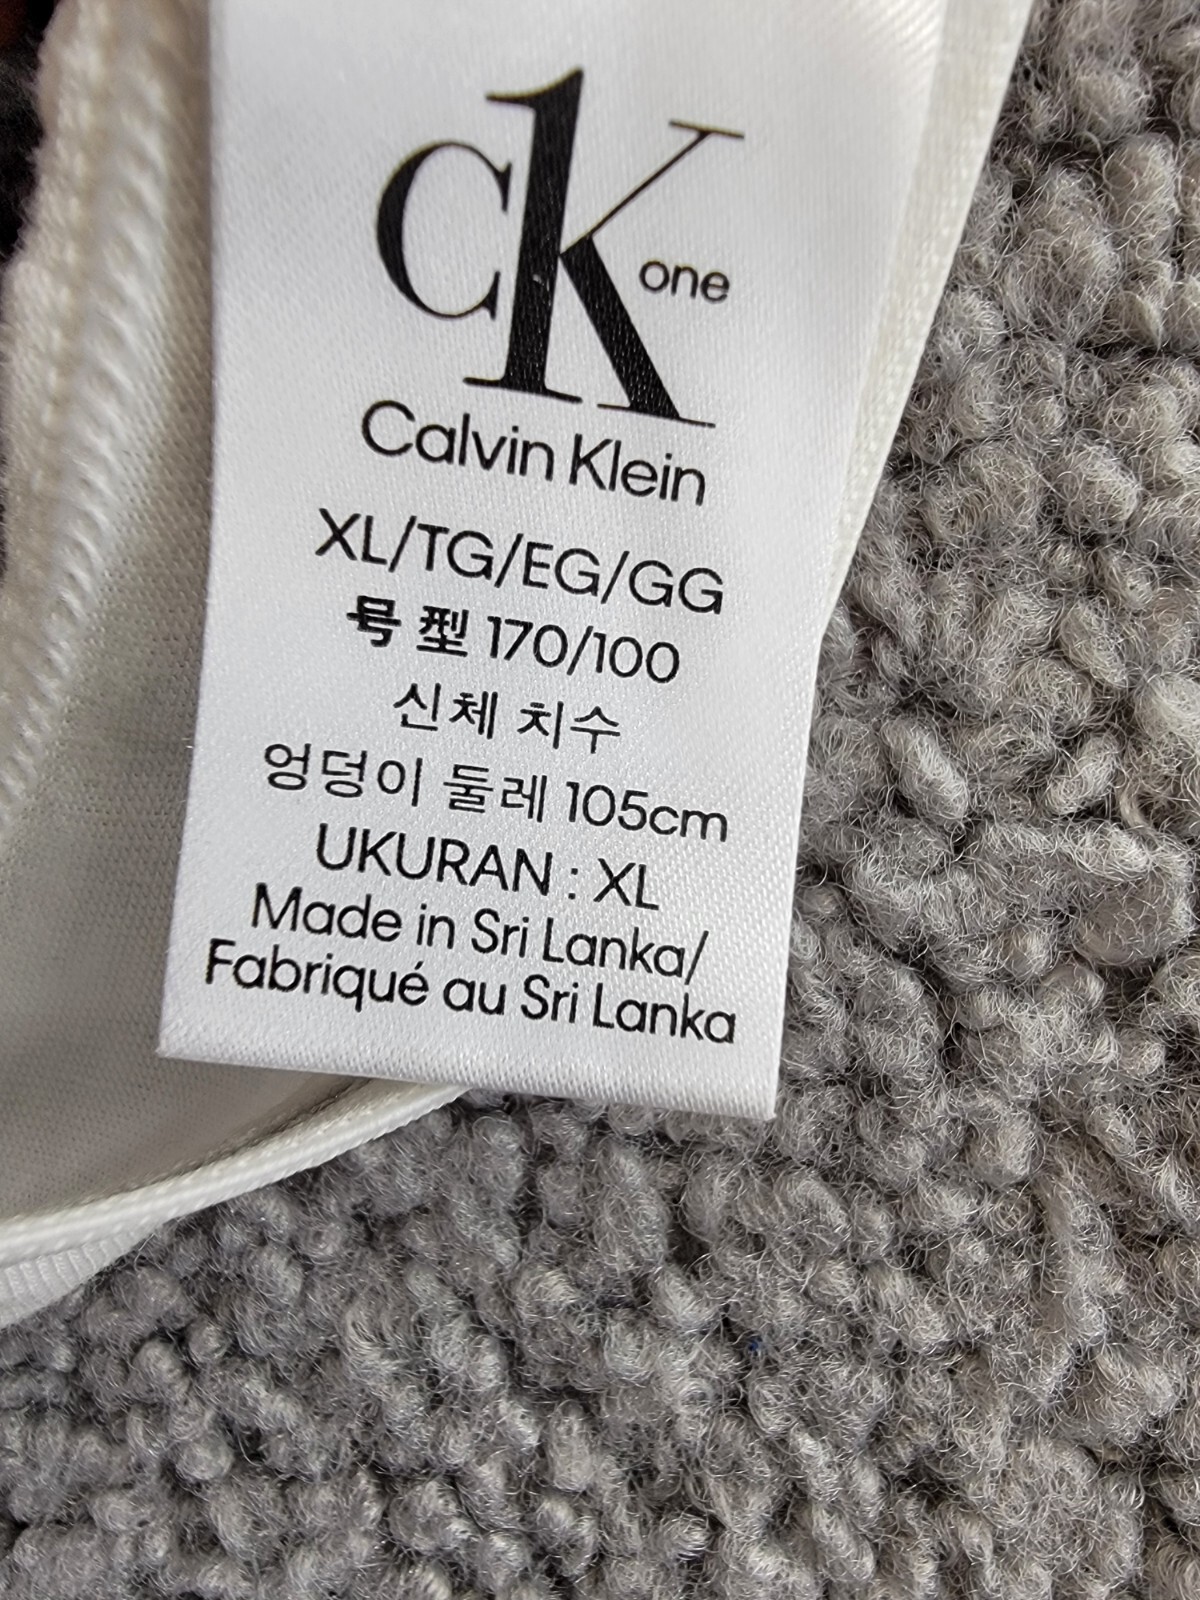 cK one
Calvin Klein
XL/TG/EG/GG
号型 170/100
신체 치수
엉덩이 둘레 105cm
UKURAN : XL
Made in Sri Lanka/
Fabriqué au Sri Lanka